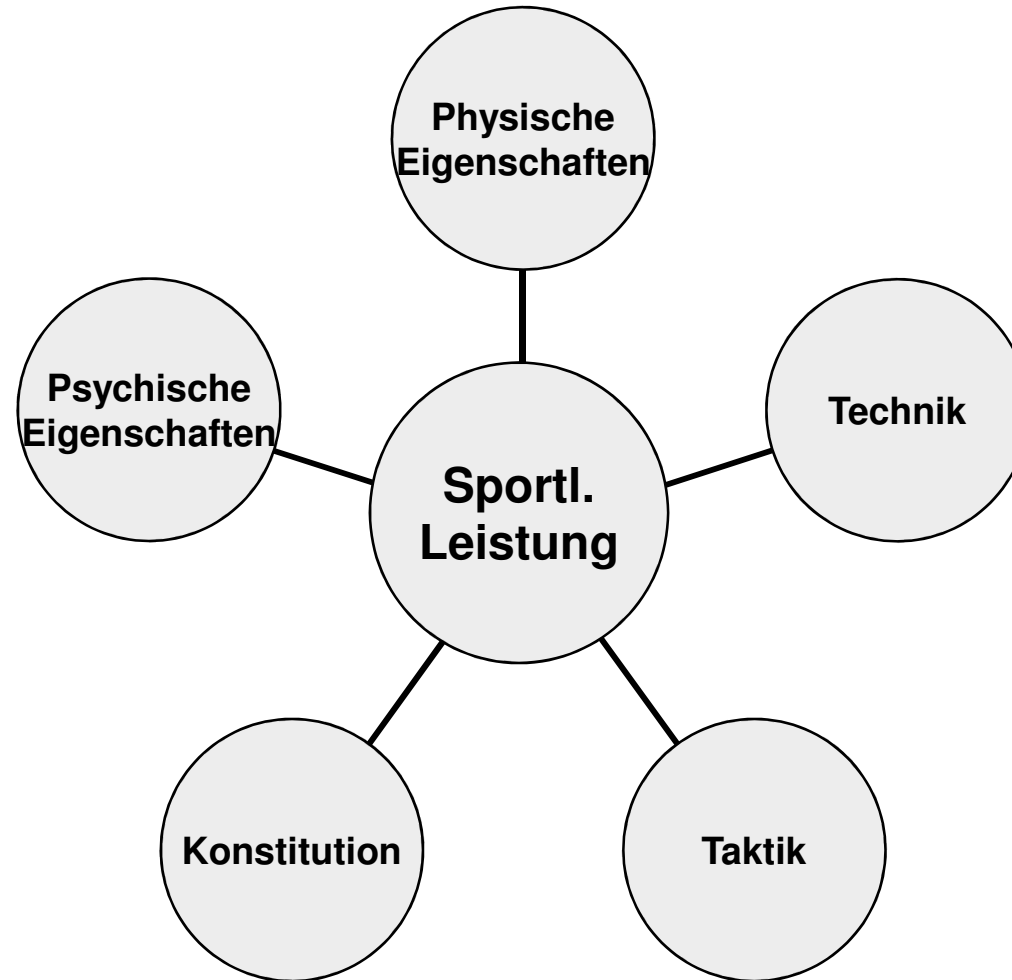 Physische
Eigenschaften
Psychische
Eigenschaften
Technik
Sportl.
Leistung
Konstitution
Taktik